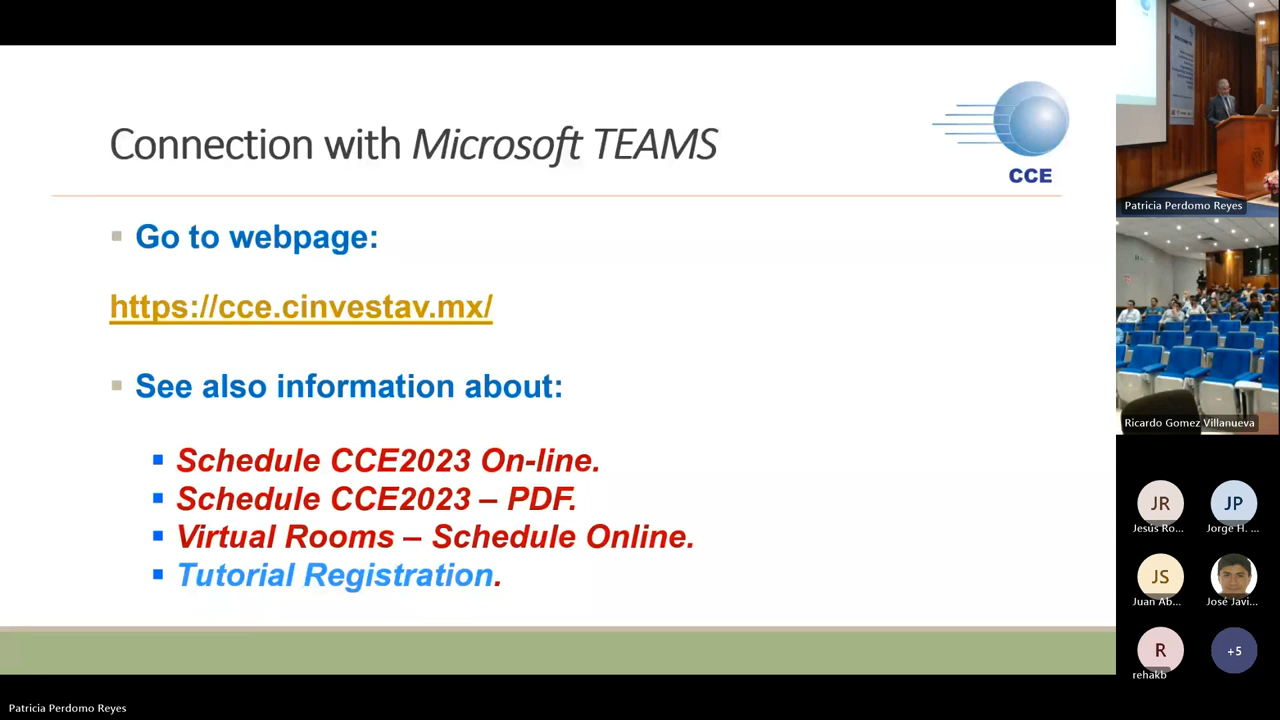 Connection with Microsoft TEAMS
CCE
Go to webpage:
https://cce.cinvestav.mx/
See also information about:
Schedule CCE2023 On-line.
Schedule CCE2023 – PDF.
Virtual Rooms – Schedule Online.
Tutorial Registration.
Patricia Perdomo Reyes
Ricardo Gomez Villanueva
JR
JP
Jesús Ro...
Jorge H. ...
JS
Juan Ab...
José Javi...
R
+5
rehakb
Patricia Perdomo Reyes